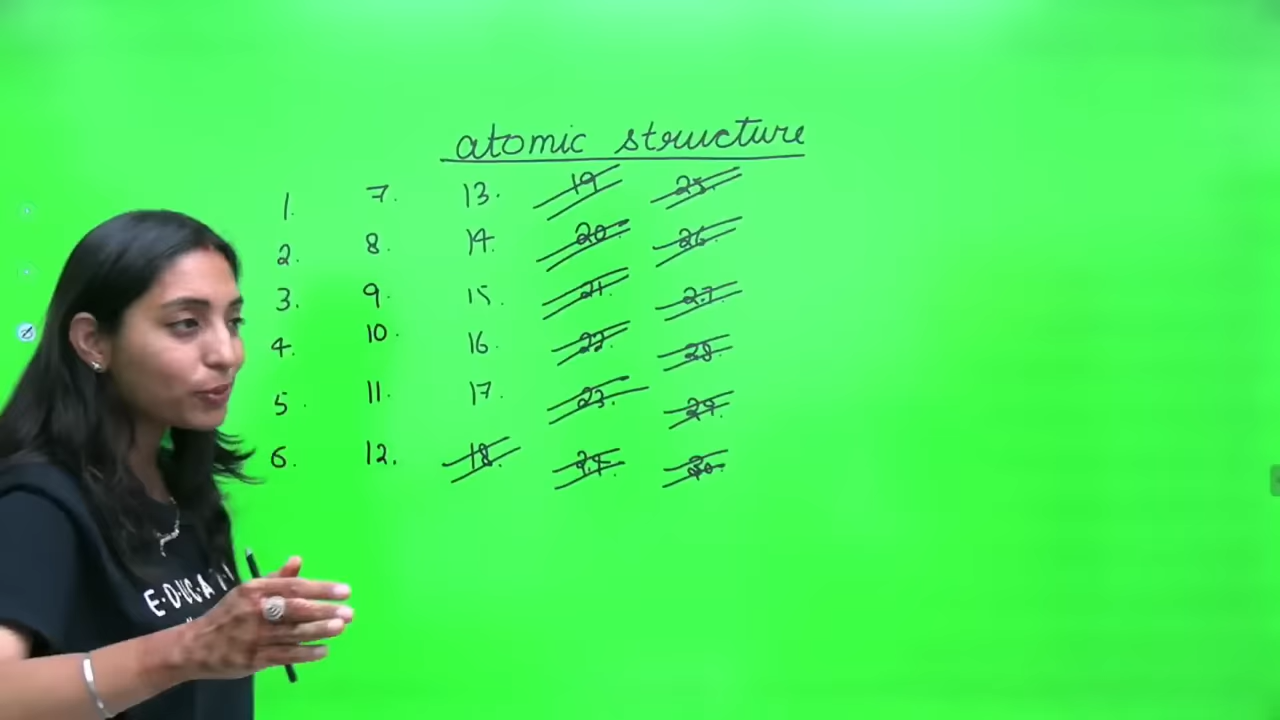 atomic structure
1. 7. 13. 19 25.
2. 8. 14. 20. 26.
3. 9. 15. 21. 27.
4. 10. 16. 22. 28.
5. 11. 17. 23. 29.
6. 12. 18. 24. 30.
E·D·U·C·A